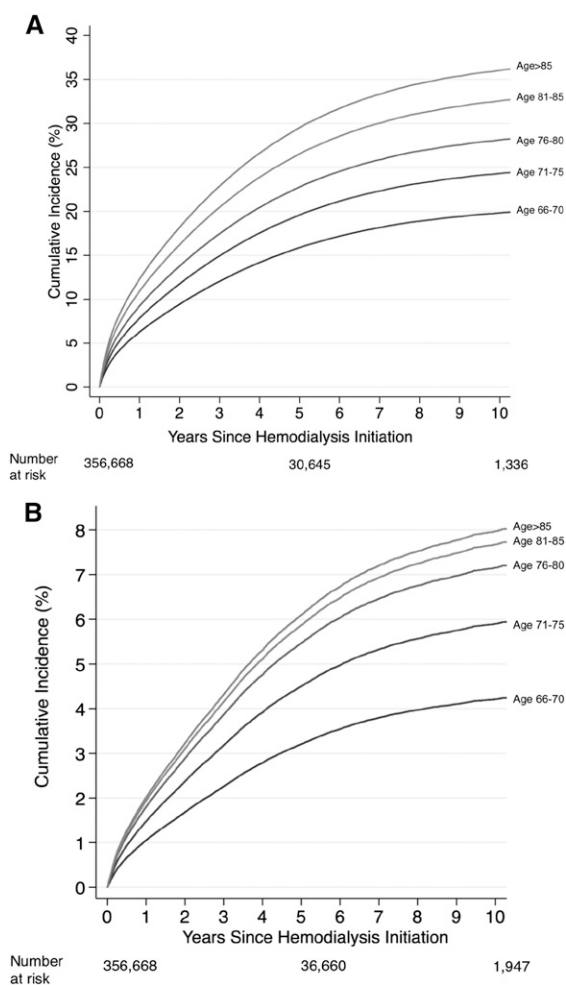 A
Cumulative Incidence (%)
40
35
30
25
20
15
10
5
0
Age>85
Age 81-85
Age 76-80
Age 71-75
Age 66-70
0 1 2 3 4 5 6 7 8 9 10
Years Since Hemodialysis Initiation
Number
at risk
356,668 30,645 1,336
B
Cumulative Incidence (%)
8
7
6
5
4
3
2
1
0
Age>85
Age 81-85
Age 76-80
Age 71-75
Age 66-70
0 1 2 3 4 5 6 7 8 9 10
Years Since Hemodialysis Initiation
Number
at risk
356,668 36,660 1,947